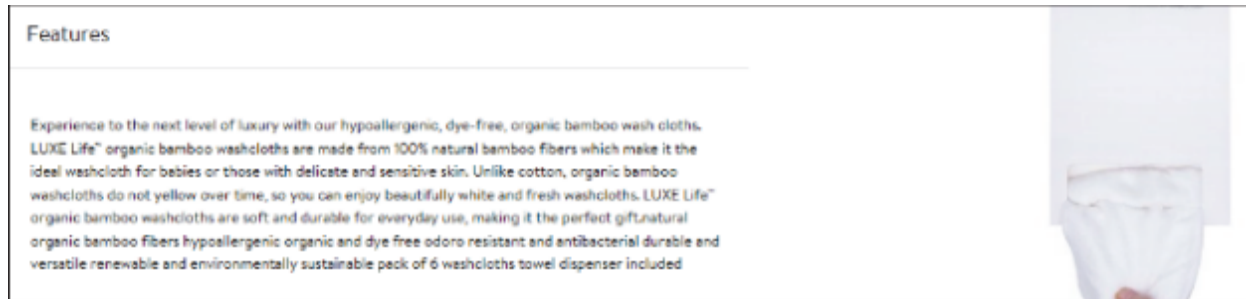 Features
Experience to the next level of luxury with our hypoallergenic, dye-free, organic bamboo wash cloths.
LUXE Life™ organic bamboo washcloths are made from 100% natural bamboo fibers which make it the
ideal washcloth for babies or those with delicate and sensitive skin. Unlike cotton, organic bamboo
washcloths do not yellow over time, so you can enjoy beautifully white and fresh washcloths. LUXE Life™
organic bamboo washcloths are soft and durable for everyday use, making it the perfect gift.natural
organic bamboo fibers hypoallergenic organic and dye free odoro resistant and antibacterial durable and
versatile renewable and environmentally sustainable pack of 6 washcloths towel dispenser included